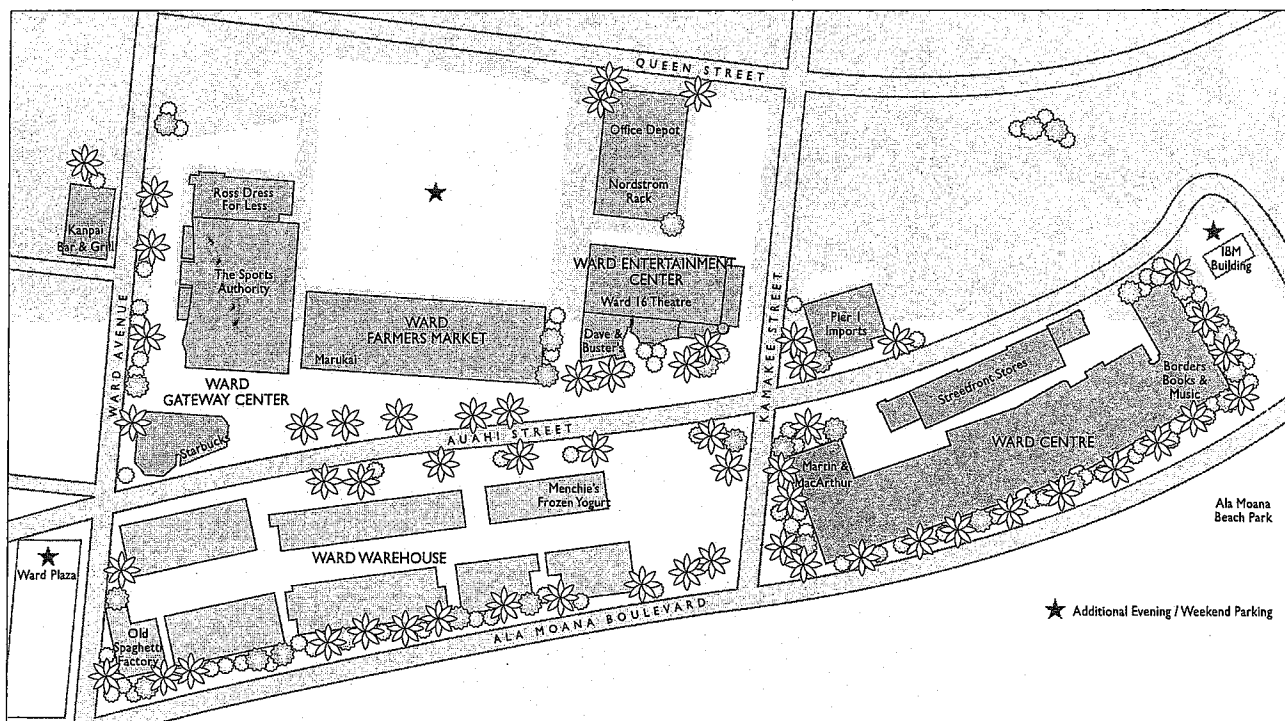 QUEEN STREET
Office Depot
Nordstrom
Rack
Ross Dress
For Less
Kanpai
Bar & Grill
The Sports
Authority
WARD AVENUE
WARD
FARMERS MARKET
Marukai
WARD ENTERTAINMENT
CENTER
Ward 16 Theatre
Dave &
Buster's
KAMAKEE STREET
Pier 1
Imports
IBM
Building
Streetfront Stores
Borders
Books &
Music
WARD CENTRE
Martin &
MacArthur
WARD
GATEWAY CENTER
Starbucks
AUAHI STREET
Menchie's
Frozen Yogurt
WARD WAREHOUSE
Ward Plaza
Old
Spaghetti
Factory
ALA MOANA BOULEVARD
Ala Moana
Beach Park
Additional Evening / Weekend Parking